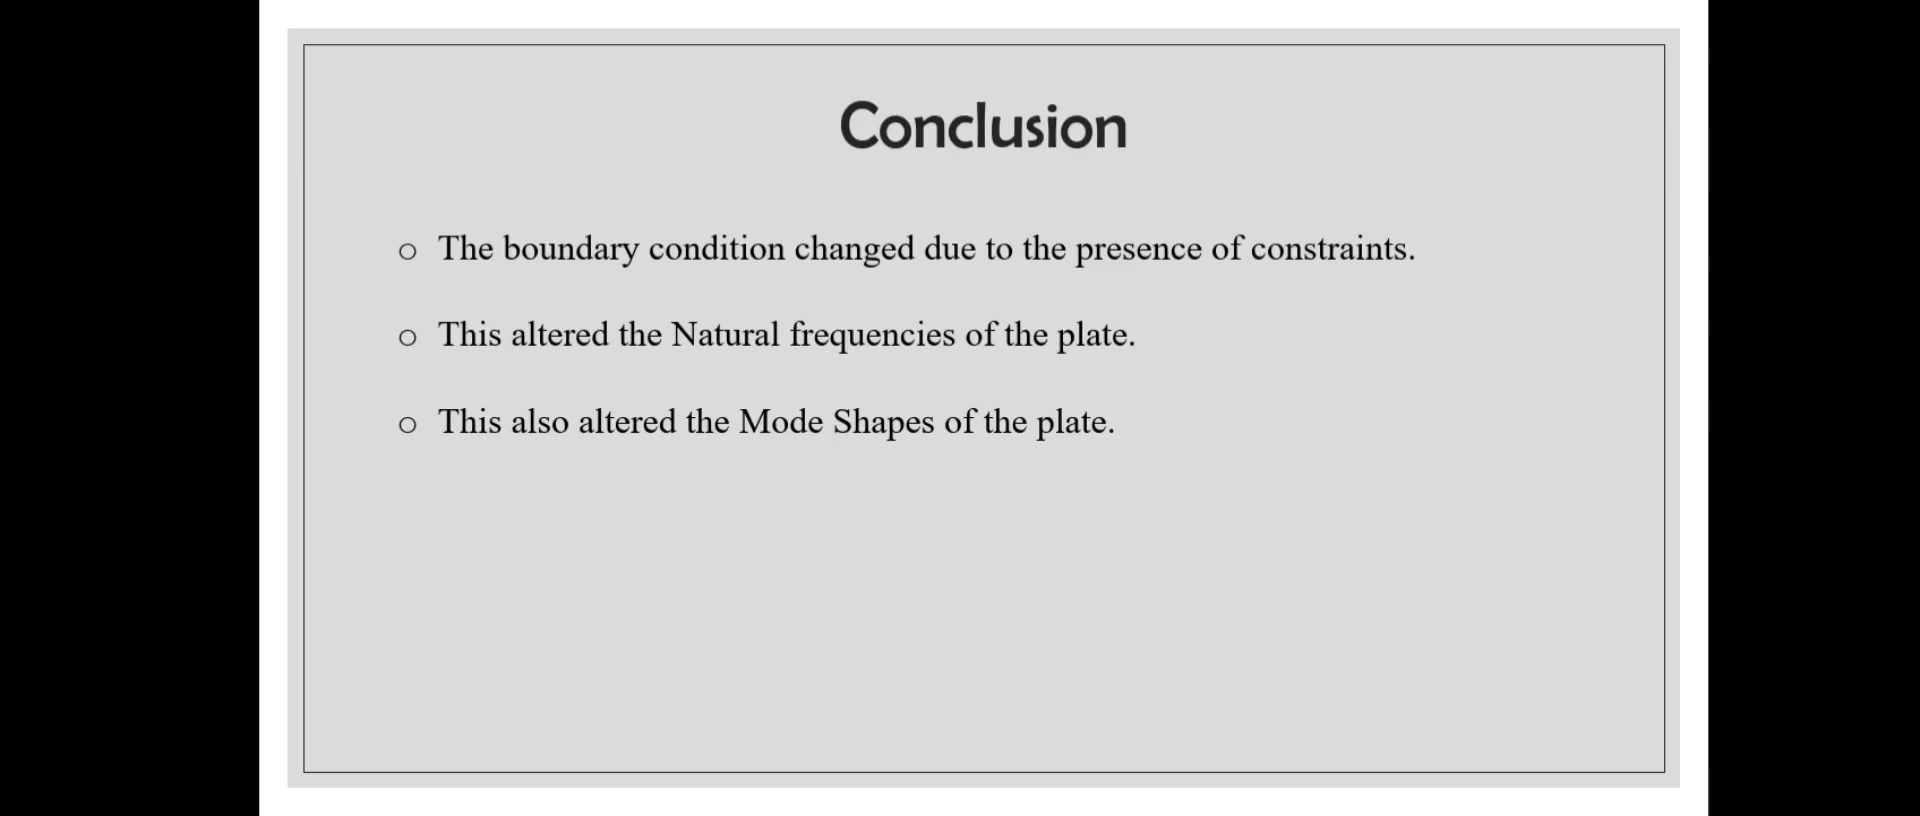 Conclusion
The boundary condition changed due to the presence of constraints.
This altered the Natural frequencies of the plate.
This also altered the Mode Shapes of the plate.